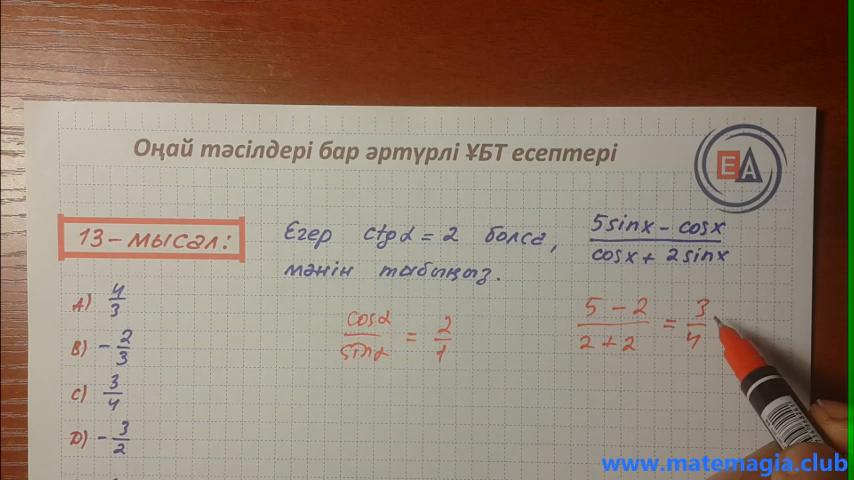 Оңай тәсілдері бар әртүрлі ҰБТ есептері
EA
13-мысал: Егер ctgα = 2 болса, (5sinx - cosx)/(cosx + 2sinx)
мәнін табыңыз.
A) 4/3
B) -2/3
C) 3/4
D) -3/2
cosα/sinα = 2/1
(5 - 2)/(2 + 2) = 3/4
www.matemagia.club